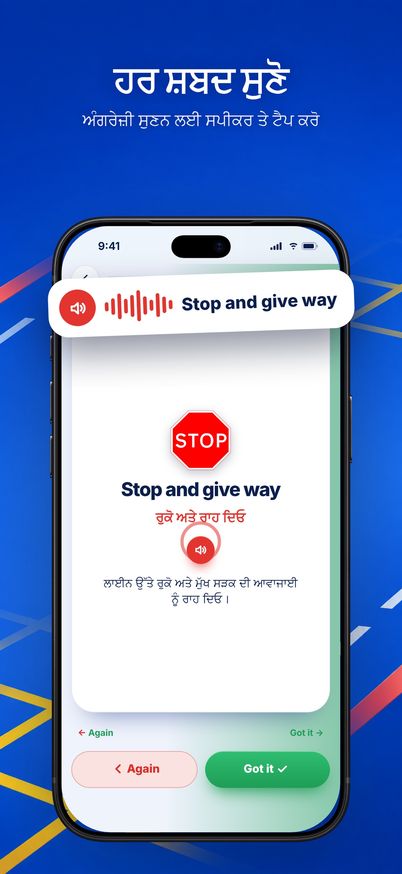 ਹਰ ਸ਼ਬਦ ਸੁਣੋ
ਅੰਗਰੇਜ਼ੀ ਸੁਣਨ ਲਈ ਸਪੀਕਰ ਤੇ ਟੈਪ ਕਰੋ
9:41
Stop and give way
STOP
Stop and give way
ਰੁਕੋ ਅਤੇ ਰਾਹ ਦਿਓ
ਲਾਈਨ ਉੱਤੇ ਰੁਕੋ ਅਤੇ ਮੁੱਖ ਸੜਕ ਦੀ ਆਵਾਜਾਈ
ਨੂੰ ਰਾਹ ਦਿਓ।
← Again Got it →
Again Got it ✓